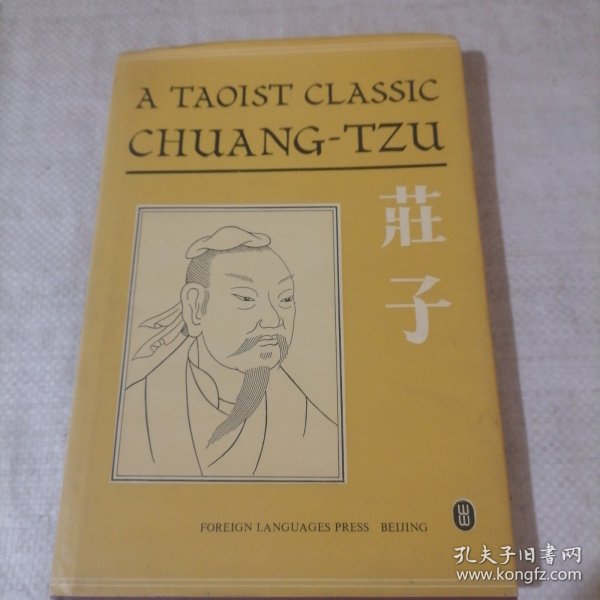 A TAOIST CLASSIC
CHUANG-TZU
莊
子
FOREIGN LANGUAGES PRESS BEIJING
孔夫子旧书网
www.kongfz.com